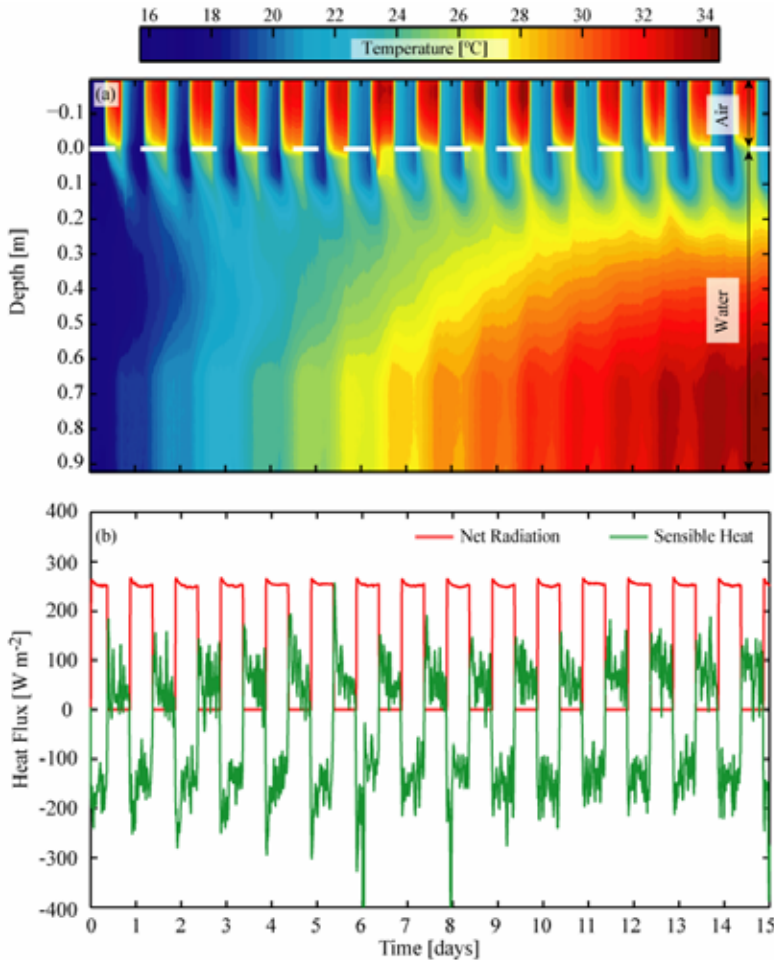 16 18 20 22 24 26 28 30 32 34
Temperature [ºC]
(a)
Air
Water
Depth [m]
−0.1
0.0
0.1
0.2
0.3
0.4
0.5
0.6
0.7
0.8
0.9
(b)
Net Radiation
Sensible Heat
Heat Flux [W m-2]
400
300
200
100
0
-100
-200
-300
-400
0 1 2 3 4 5 6 7 8 9 10 11 12 13 14 15
Time [days]